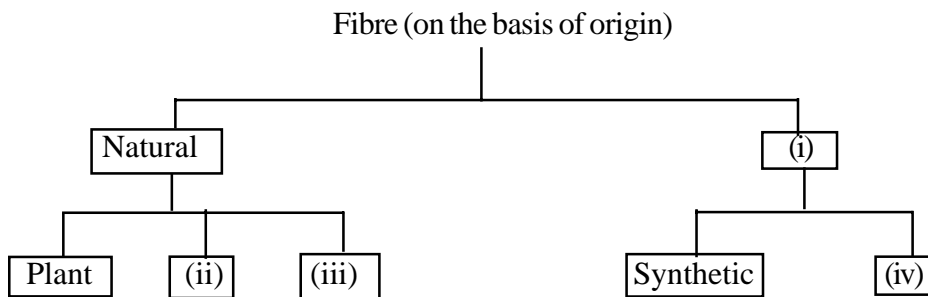 Fibre (on the basis of origin)
Natural (i)
Plant (ii) (iii) Synthetic (iv)